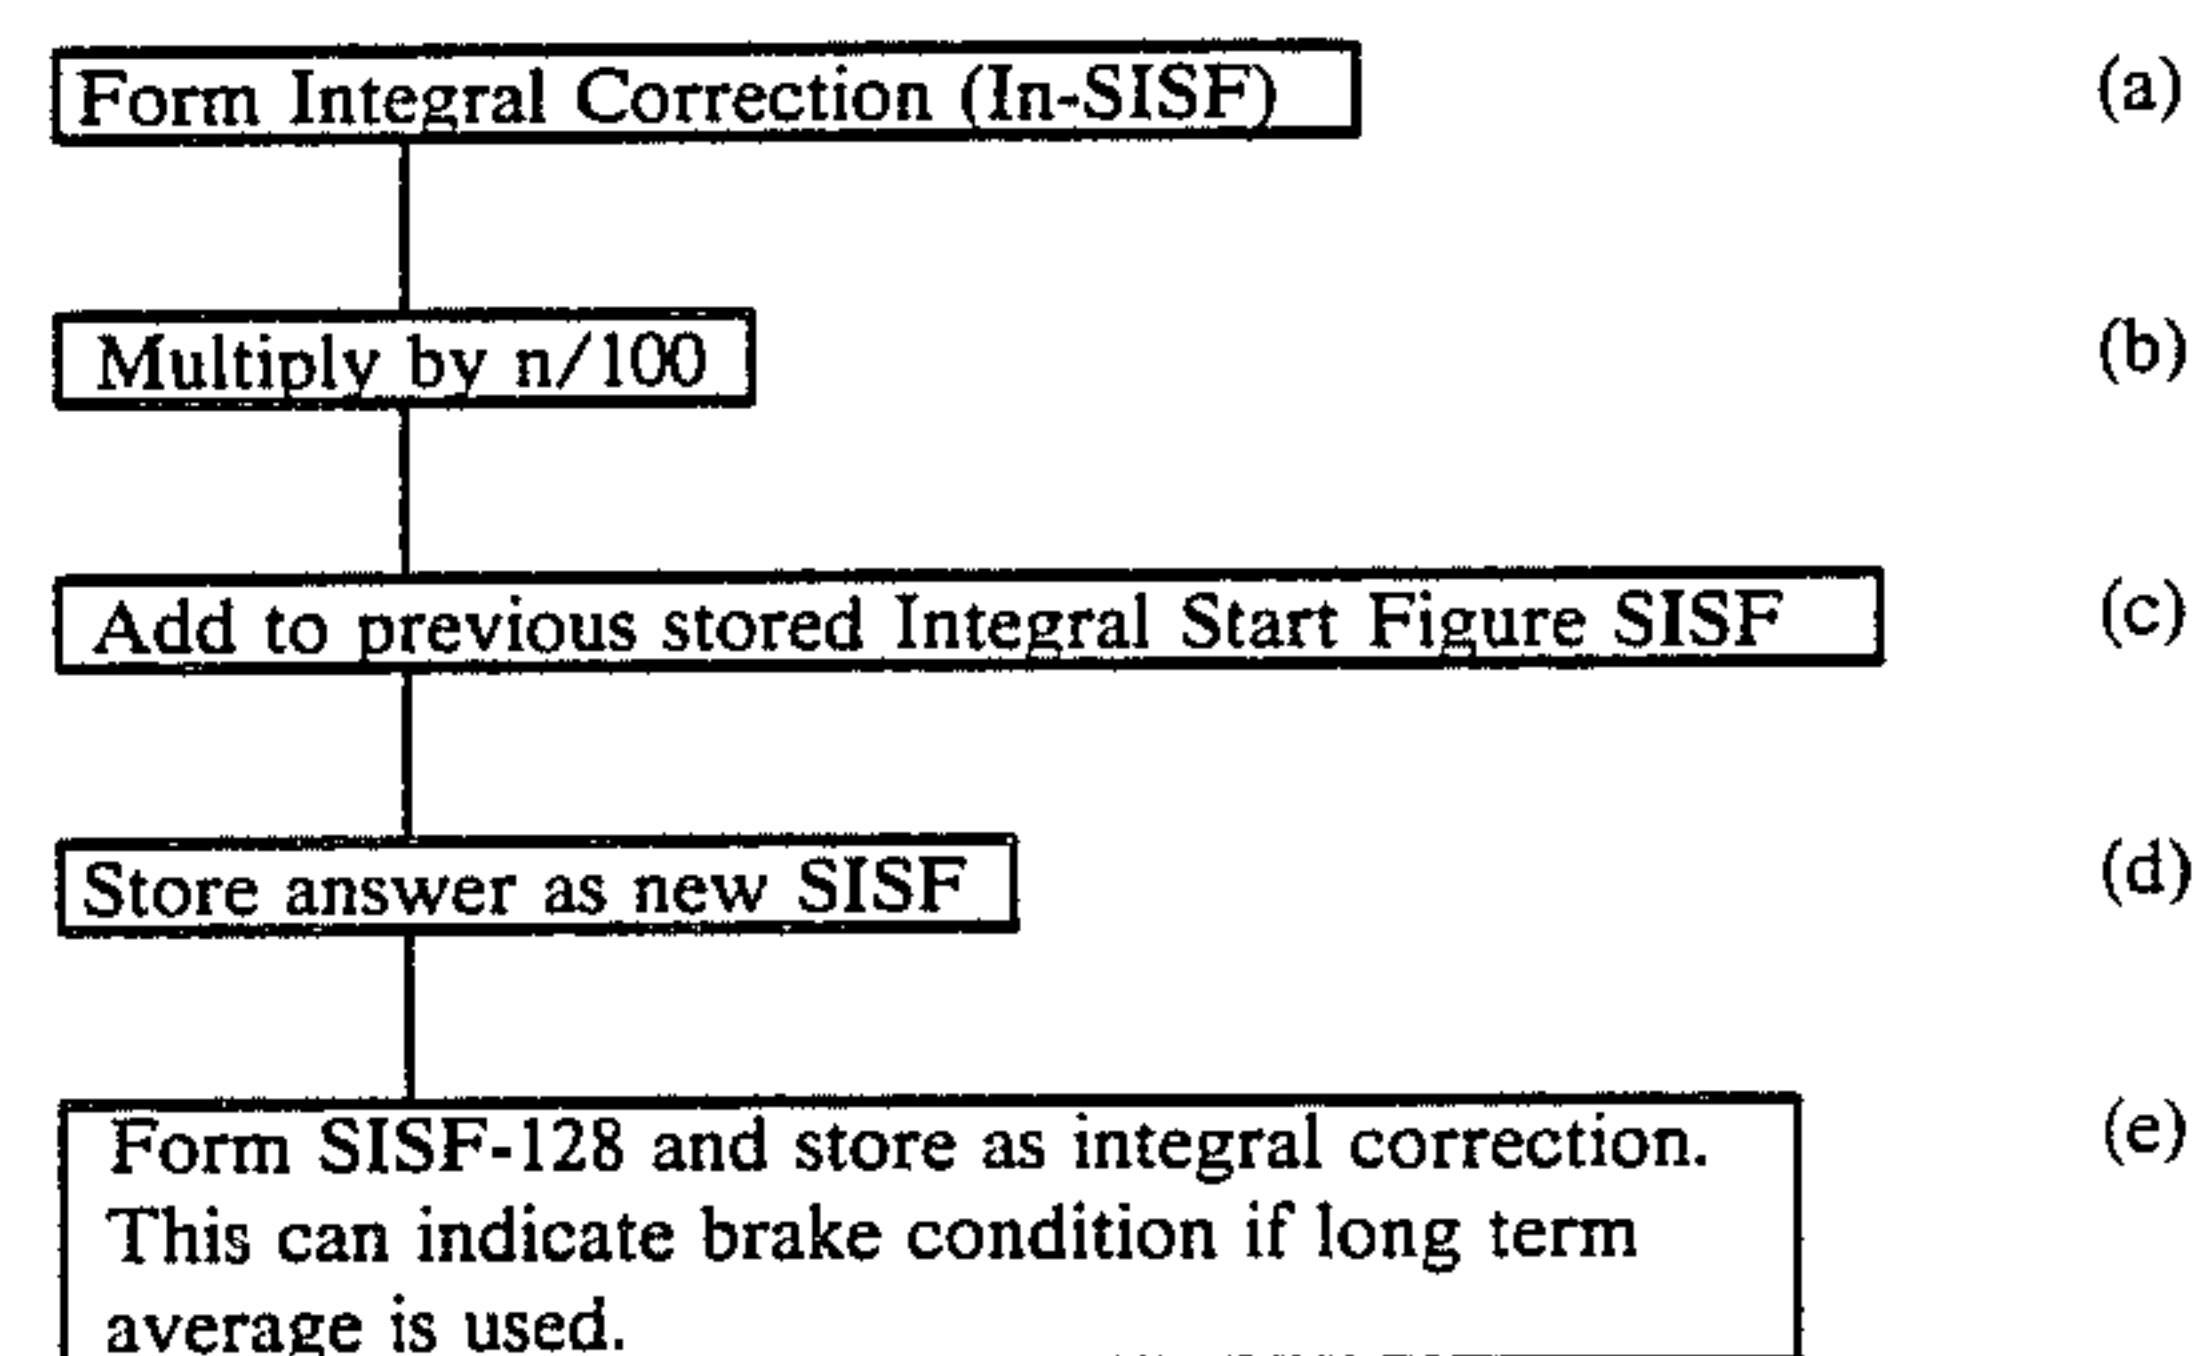 Form Integral Correction (In-SISF) (a)
Multiply by n/100 (b)
Add to previous stored Integral Start Figure SISF (c)
Store answer as new SISF (d)
Form SISF-128 and store as integral correction. (e)
This can indicate brake condition if long term
average is used.